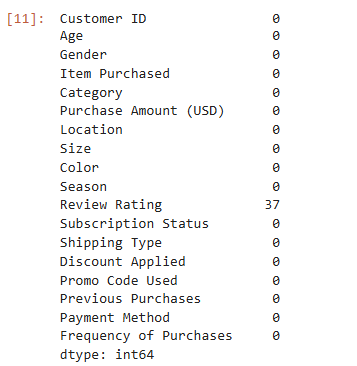 [11]: Customer ID 0
Age 0
Gender 0
Item Purchased 0
Category 0
Purchase Amount (USD) 0
Location 0
Size 0
Color 0
Season 0
Review Rating 37
Subscription Status 0
Shipping Type 0
Discount Applied 0
Promo Code Used 0
Previous Purchases 0
Payment Method 0
Frequency of Purchases 0
dtype: int64